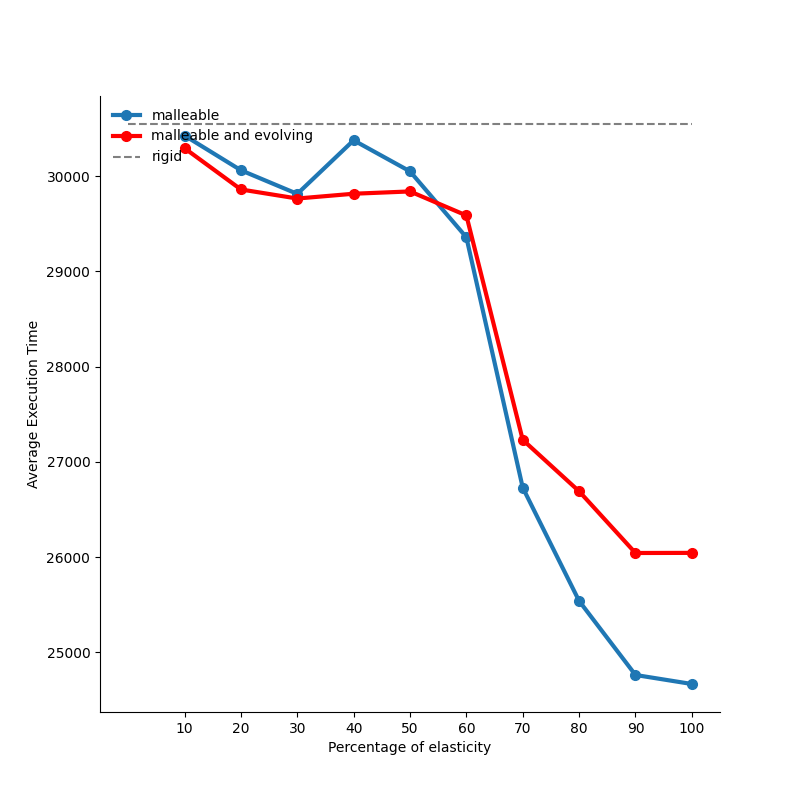 malleable
malleable and evolving
rigid
30000
29000
28000
27000
26000
25000
Average Execution Time
10 20 30 40 50 60 70 80 90 100
Percentage of elasticity